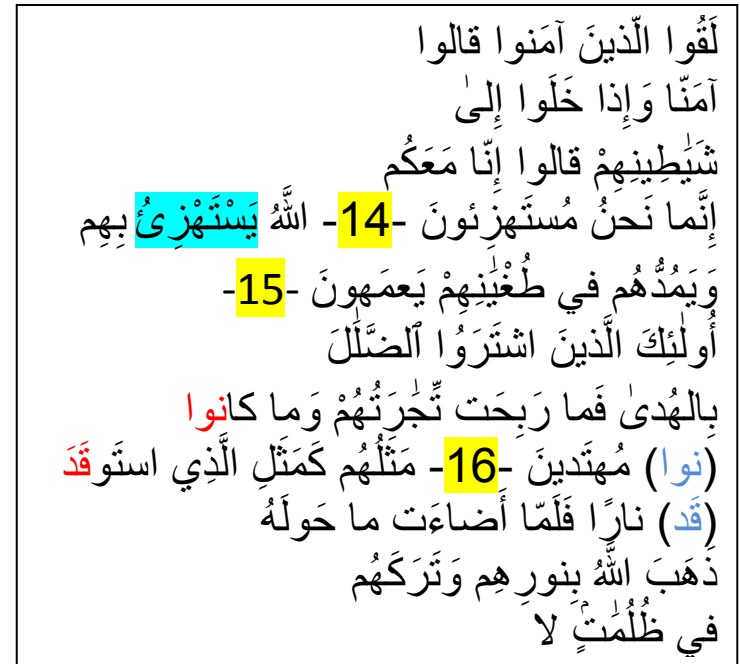 لَقُوا الّذينَ آمَنوا قالوا
آمَنّا وَإِذا خَلَوا إِلىٰ
شَيَٰطِينِهِمْ قالوا إِنّا مَعَكُم
إِنَّما نَحنُ مُستَهزِئونَ -14- اللَّهُ يَسْتَهْزِئُ بِهِم
وَيَمُدُّهُم في طُغْيَٰنِهِمْ يَعمَهونَ -15-
أُولٰئِكَ الَّذينَ اشتَرَوُا ٱلضَّلَٰلَ
بِالهُدىٰ فَما رَبِحَت تِّجَٰرَتُهُمْ وَما كانوا
(نوا) مُهتَدينَ -16- مَثَلُهُم كَمَثَلِ الَّذِي استَوقَدَ
(قَد) نارًا فَلَمّا أَضاءَت ما حَولَهُ
ذَهَبَ اللَّهُ بِنورِهِم وَتَرَكَهُم
في ظُلُمَٰتٍۢ لا